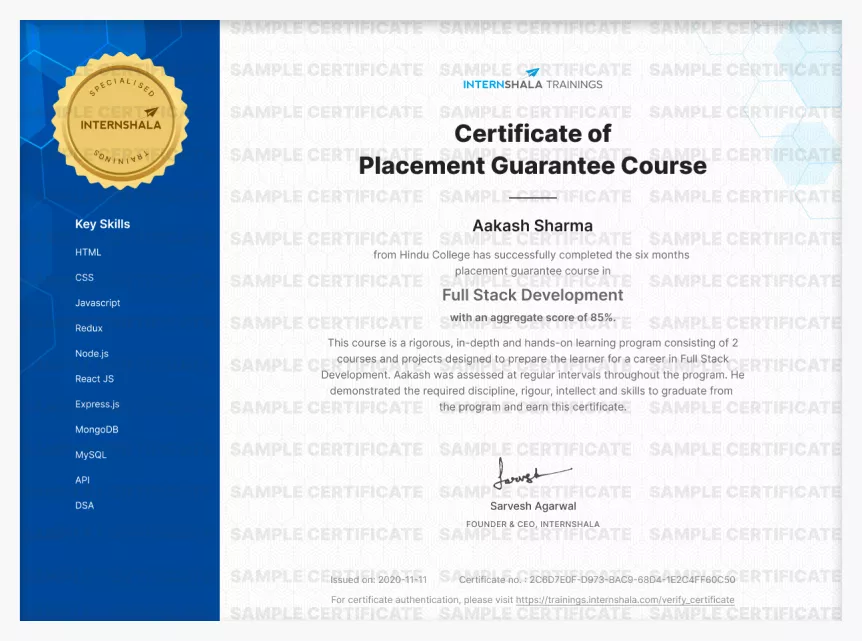 SPECIALISED
INTERNSHALA
TRAININGS
Key Skills
HTML
CSS
Javascript
Redux
Node.js
React JS
Express.js
MongoDB
MySQL
API
DSA
INTERNSHALA TRAININGS
Certificate of
Placement Guarantee Course
Aakash Sharma
from Hindu College has successfully completed the six months
placement guarantee course in
Full Stack Development
with an aggregate score of 85%.
This course is a rigorous, in-depth and hands-on learning program consisting of 2
courses and projects designed to prepare the learner for a career in Full Stack
Development. Aakash was assessed at regular intervals throughout the program. He
demonstrated the required discipline, rigour, intellect and skills to graduate from
the program and earn this certificate.
Sarvesh
Sarvesh Agarwal
FOUNDER & CEO, INTERNSHALA
Issued on: 2020-11-11 Certificate no. : 2C6D7E0F-D973-BAC9-68D4-1E2C4FF60C50
For certificate authentication, please visit https://trainings.internshala.com/verify_certificate
SAMPLE CERTIFICATE